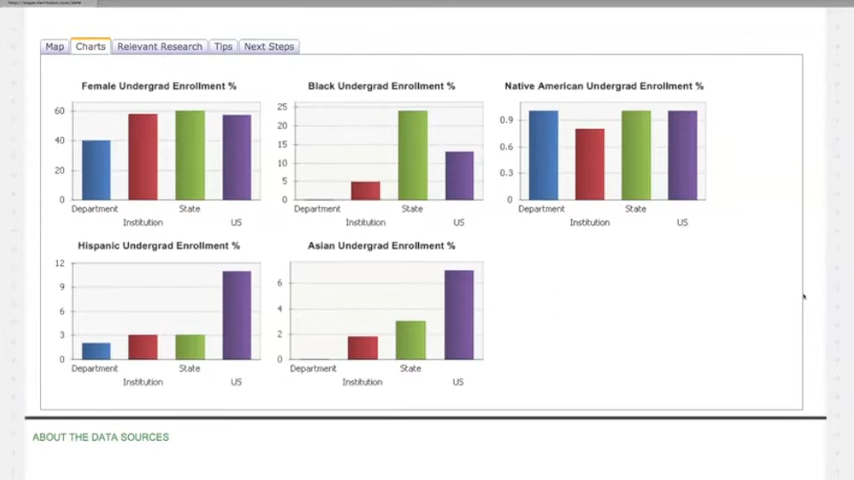 Map Charts Relevant Research Tips Next Steps
Female Undergrad Enrollment %
60
40
20
0
Department
Institution
State
US
Black Undergrad Enrollment %
25
20
15
10
5
0
Department
Institution
State
US
Native American Undergrad Enrollment %
0.9
0.6
0.3
0
Department
Institution
State
US
Hispanic Undergrad Enrollment %
12
9
6
3
0
Department
Institution
State
US
Asian Undergrad Enrollment %
6
4
2
0
Department
Institution
State
US
ABOUT THE DATA SOURCES